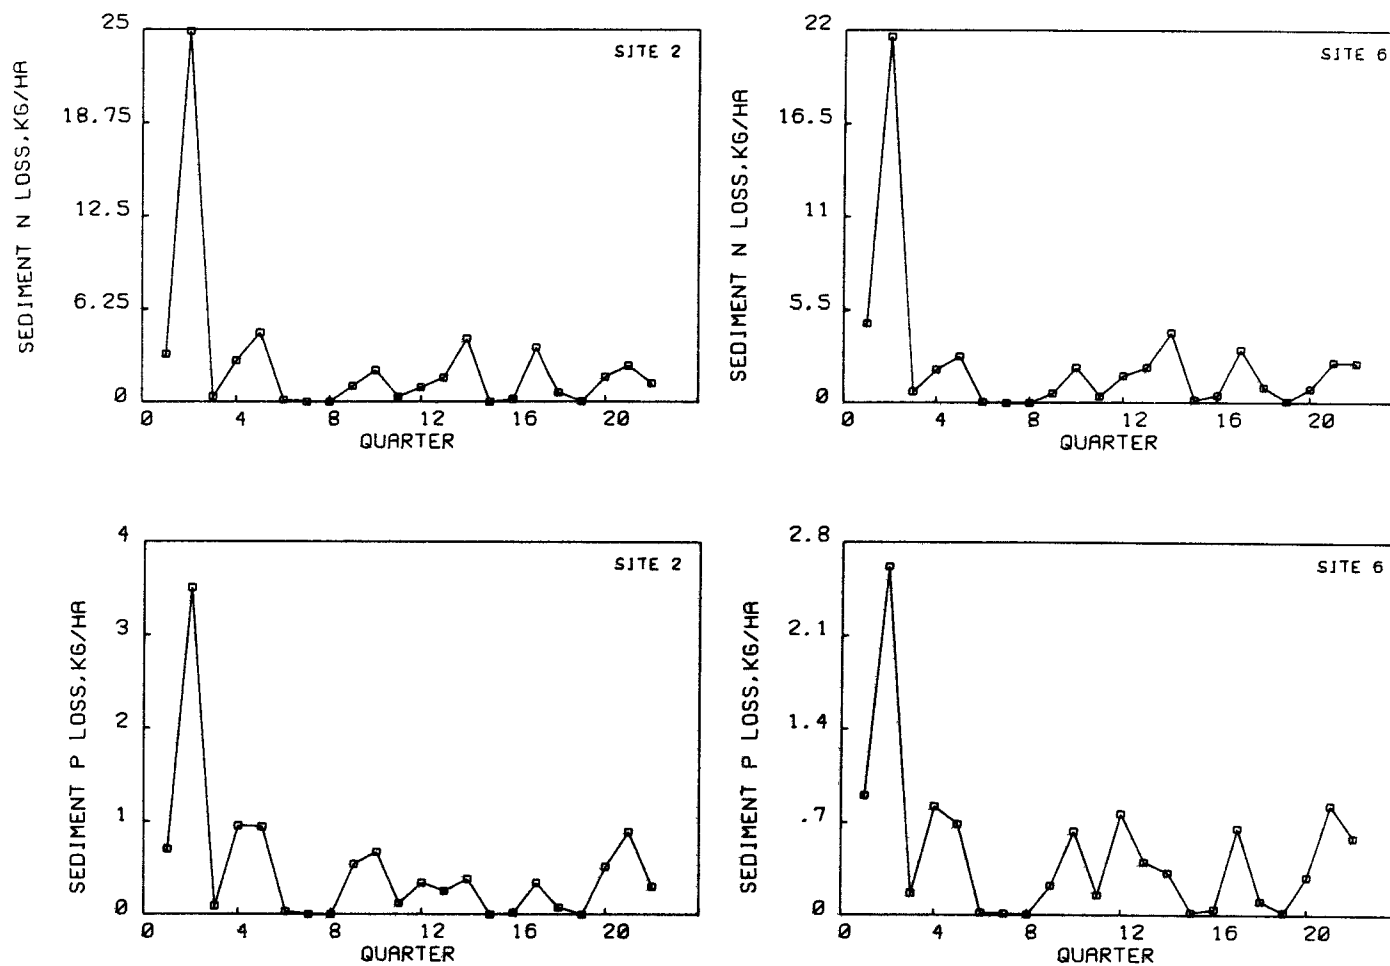 25
18.75
12.5
6.25
0
SEDIMENT N LOSS,KG/HA
SITE 2
0 4 8 12 16 20
QUARTER
22
16.5
11
5.5
0
SEDIMENT N LOSS,KG/HA
SITE 6
0 4 8 12 16 20
QUARTER
4
3
2
1
0
SEDIMENT P LOSS,KG/HA
SITE 2
0 4 8 12 16 20
QUARTER
2.8
2.1
1.4
.7
0
SEDIMENT P LOSS,KG/HA
SITE 6
0 4 8 12 16 20
QUARTER